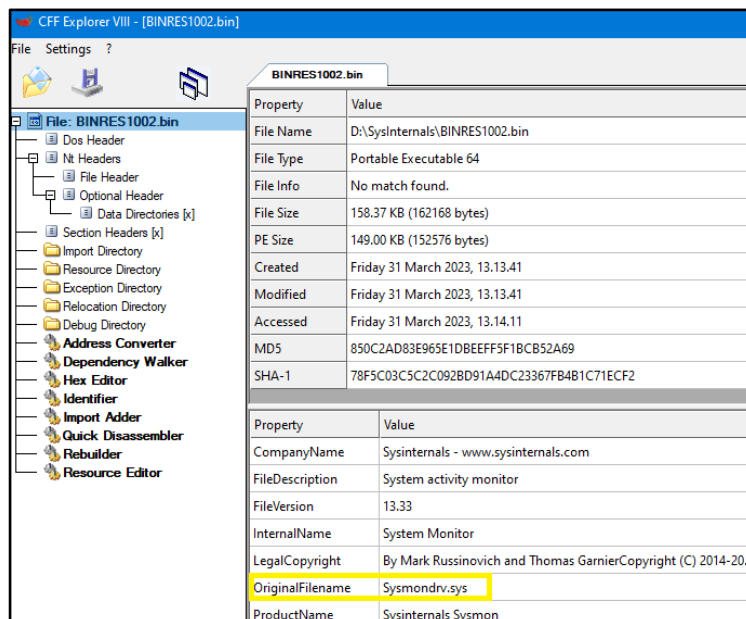 CFF Explorer VIII - [BINRES1002.bin]
File Settings ?
BINRES1002.bin
File: BINRES1002.bin
Dos Header
Nt Headers
File Header
Optional Header
Data Directories [x]
Section Headers [x]
Import Directory
Resource Directory
Exception Directory
Relocation Directory
Debug Directory
Address Converter
Dependency Walker
Hex Editor
Identifier
Import Adder
Quick Disassembler
Rebuilder
Resource Editor
Property Value
File Name D:\SysInternals\BINRES1002.bin
File Type Portable Executable 64
File Info No match found.
File Size 158.37 KB (162168 bytes)
PE Size 149.00 KB (152576 bytes)
Created Friday 31 March 2023, 13.13.41
Modified Friday 31 March 2023, 13.13.41
Accessed Friday 31 March 2023, 13.14.11
MD5 850C2AD83E965E1DBEEFF5F1BCB52A69
SHA-1 78F5C03C5C2C092BD91A4DC23367FB4B1C71ECF2
Property Value
CompanyName Sysinternals - www.sysinternals.com
FileDescription System activity monitor
FileVersion 13.33
InternalName System Monitor
LegalCopyright By Mark Russinovich and Thomas GarnierCopyright (C) 2014-20.
OriginalFilename Sysmondrv.sys
ProductName Sysinternals Sysmon